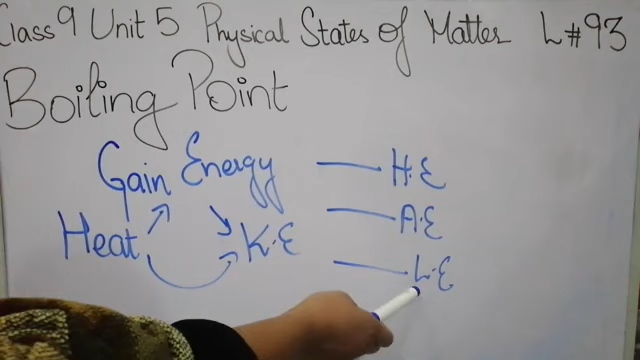 Class 9 Unit 5 Physical States of Matter L#93
Boiling Point
Gain Energy — H.E
Heat K.E — A.E
— L.E